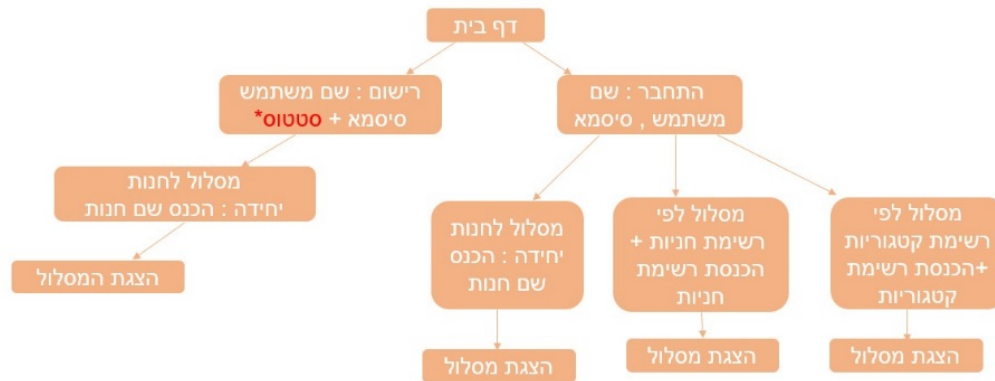 דף בית
התחבר : שם
משתמש , סיסמא
רישום : שם משתמש
סיסמא + סטטוס*
מסלול לחנות
יחידה : הכנס שם חנות
הצגת המסלול
מסלול לפי
רשימת קטגוריות
+הכנסת רשימת
קטגוריות
מסלול לפי
רשימת חניות +
הכנסת רשימת
חניות
מסלול לחנות
יחידה : הכנס
שם חנות
הצגת מסלול
הצגת מסלול
הצגת מסלול